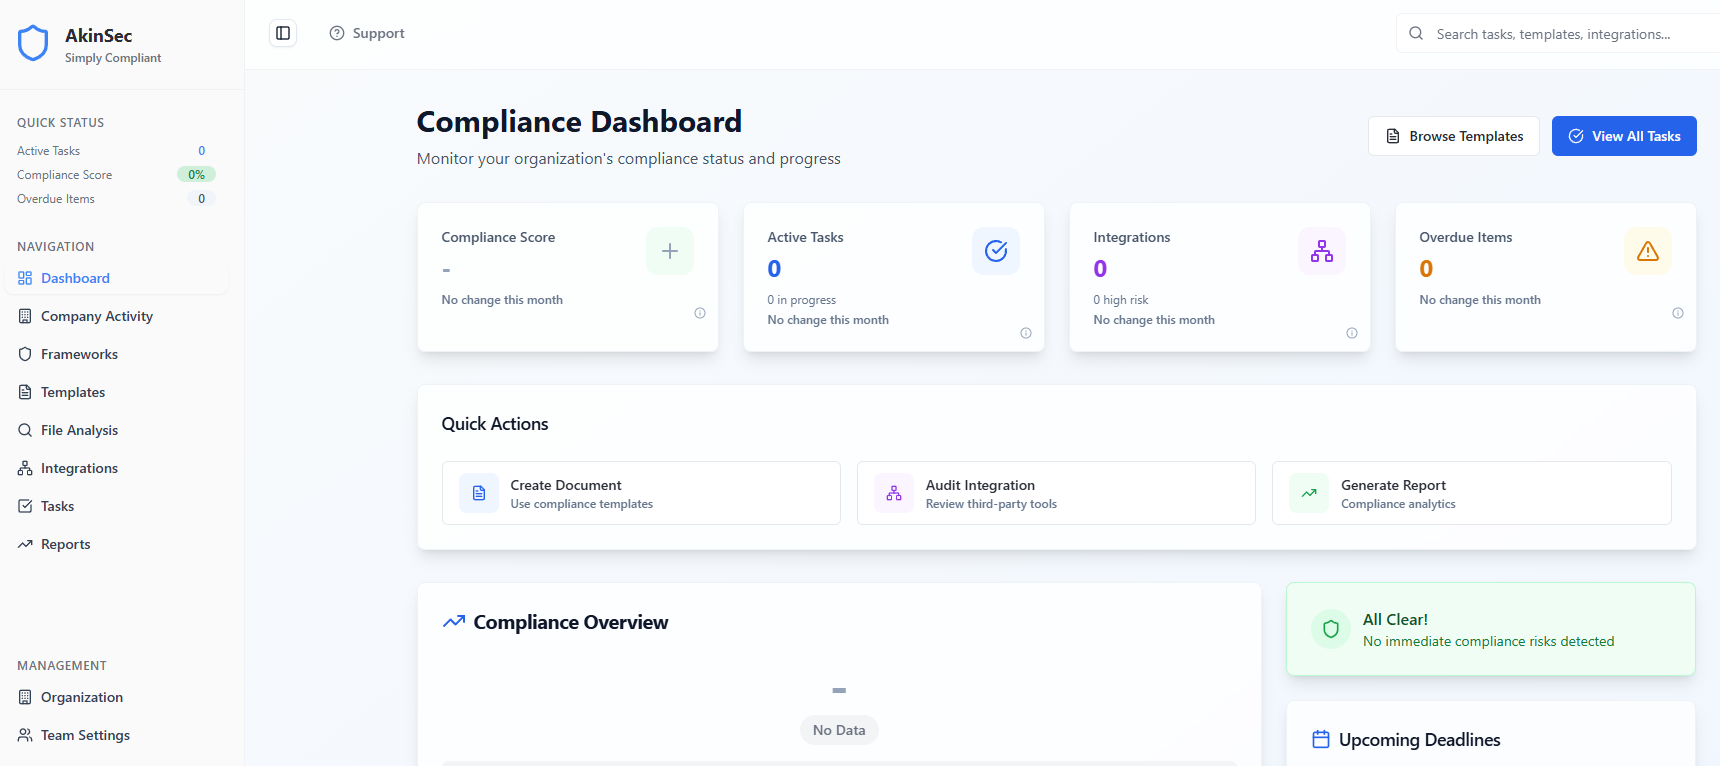 AkinSec
Simply Compliant
Support
Search tasks, templates, integrations...
QUICK STATUS
Active Tasks 0
Compliance Score 0%
Overdue Items 0
NAVIGATION
Dashboard
Company Activity
Frameworks
Templates
File Analysis
Integrations
Tasks
Reports
MANAGEMENT
Organization
Team Settings
Compliance Dashboard
Monitor your organization's compliance status and progress
Browse Templates
View All Tasks
Compliance Score
-
No change this month
Active Tasks
0
0 in progress
No change this month
Integrations
0
0 high risk
No change this month
Overdue Items
0
No change this month
Quick Actions
Create Document
Use compliance templates
Audit Integration
Review third-party tools
Generate Report
Compliance analytics
Compliance Overview
-
No Data
All Clear!
No immediate compliance risks detected
Upcoming Deadlines